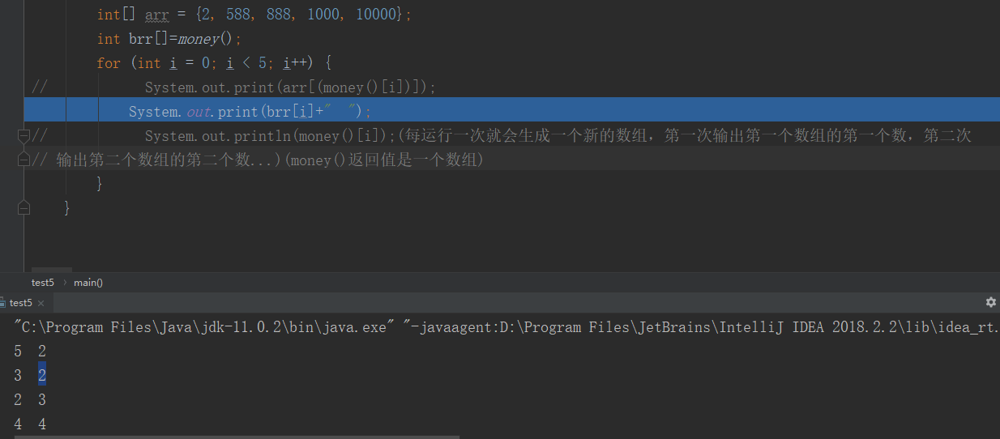 int[] arr = {2, 588, 888, 1000, 10000};
int brr[]=money();
for (int i = 0; i < 5; i++) {
// System.out.print(arr[(money()[i])]);
System.out.print(brr[i]+"  ");
// System.out.println(money()[i]);(每运行一次就会生成一个新的数组，第一次输出第一个数组的第一个数，第二次
// 输出第二个数组的第二个数...)(money()返回值是一个数组)
}
}
test5 › main()
test5 ×
"C:\Program Files\Java\jdk-11.0.2\bin\java.exe" "-javaagent:D:\Program Files\JetBrains\IntelliJ IDEA 2018.2.2\lib\idea_rt.
5 2
3 2
2 3
4 4